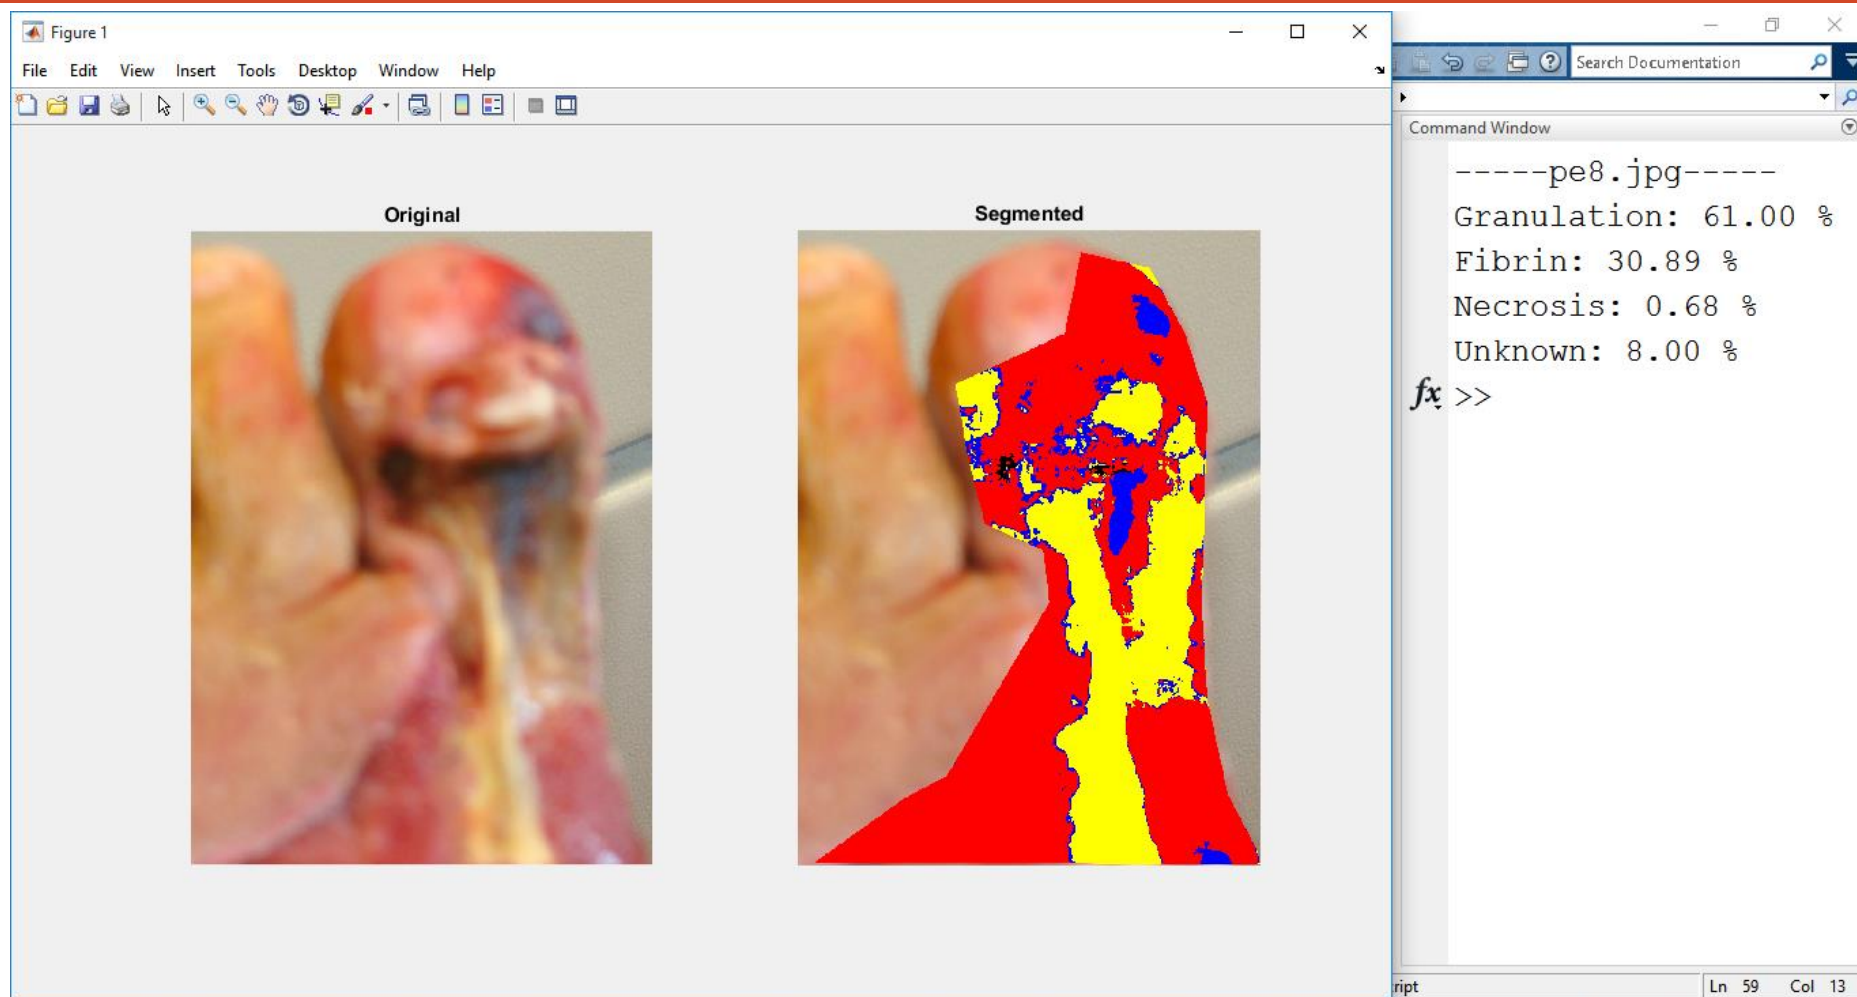 Figure 1
File Edit View Insert Tools Desktop Window Help
Search Documentation
Command Window
Original
Segmented
-----pe8.jpg-----
Granulation: 61.00 %
Fibrin: 30.89 %
Necrosis: 0.68 %
Unknown: 8.00 %
fx >>
ript
Ln 59 Col 13